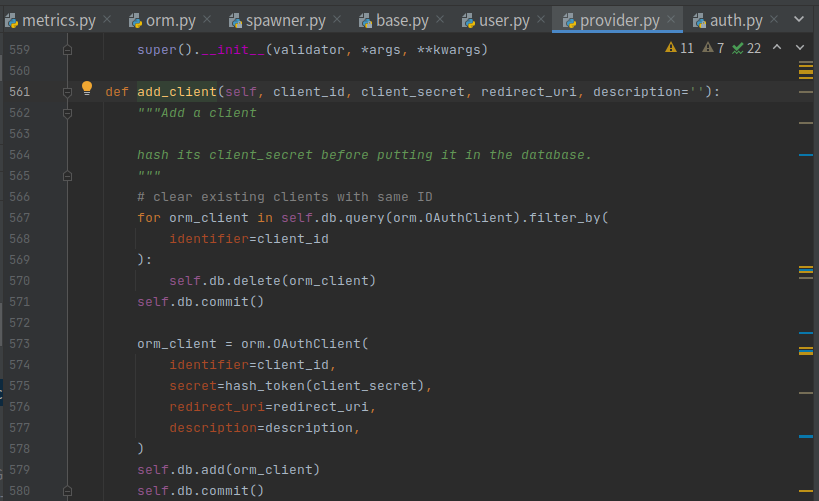 metrics.py × orm.py × spawner.py × base.py × user.py × provider.py × auth.py ×
559 super().__init__(validator, *args, **kwargs) 11 7 22
560
561 def add_client(self, client_id, client_secret, redirect_uri, description=''):
562 """Add a client
563
564 hash its client_secret before putting it in the database.
565 """
566 # clear existing clients with same ID
567 for orm_client in self.db.query(orm.OAuthClient).filter_by(
568 identifier=client_id
569 ):
570 self.db.delete(orm_client)
571 self.db.commit()
572
573 orm_client = orm.OAuthClient(
574 identifier=client_id,
575 secret=hash_token(client_secret),
576 redirect_uri=redirect_uri,
577 description=description,
578 )
579 self.db.add(orm_client)
580 self.db.commit()